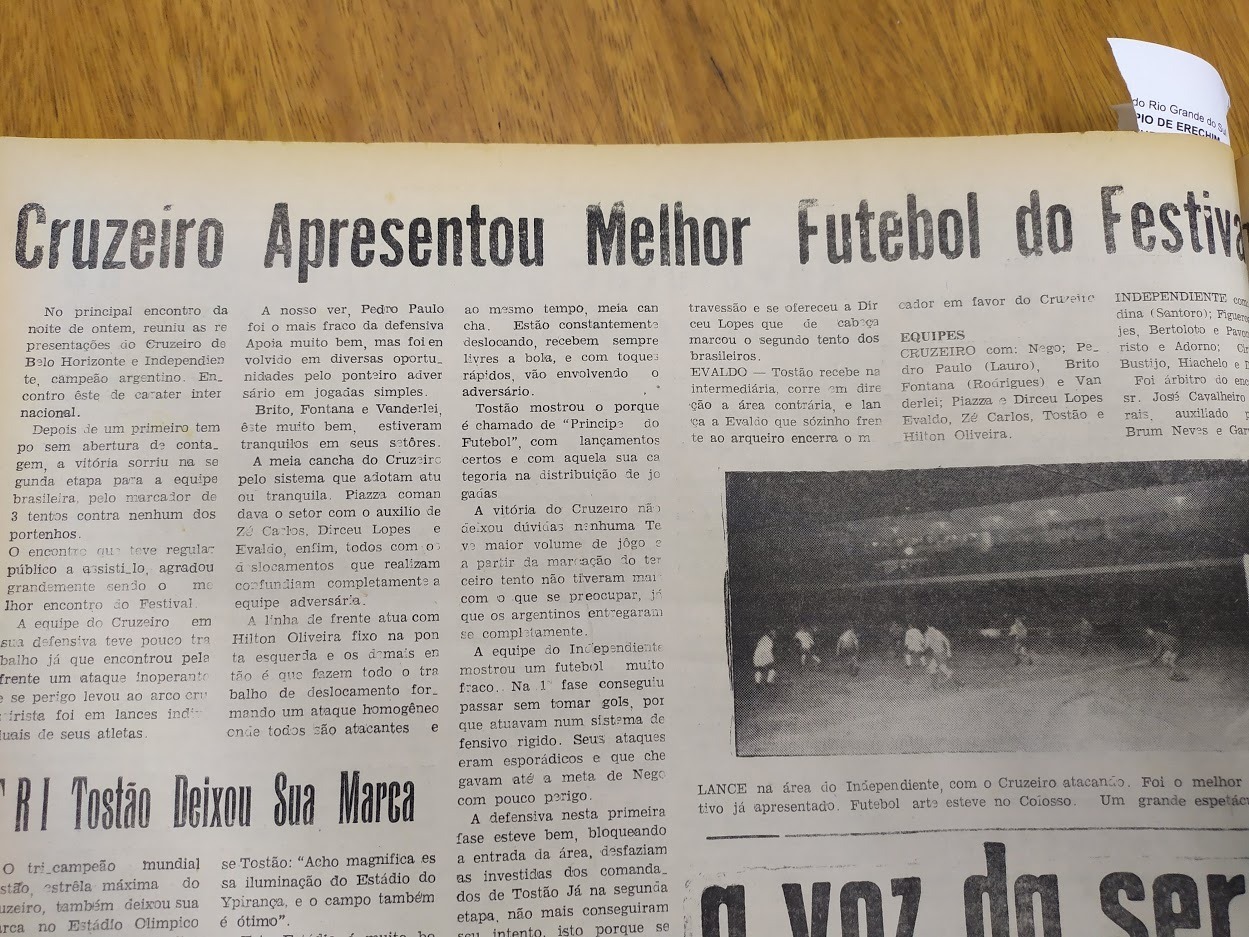 do Rio Grande do Sul
PIO DE ERECHIM
Cruzeiro Apresentou Melhor Futebol do Festiva
No principal encontro da
noite de ontem, reuniu as re
presentações do Cruzeiro de
Belo Horizonte e Independien
te, campeão argentino. En_
contro êste de carater inter
nacional.
Depois de um primeiro tem
po sem abertura de conta_
gem, a vitória sorriu na se
gunda etapa para a equipe
brasileira, pelo marcador de
3 tentos contra nenhum dos
portenhos.
O encontro que teve regular
público a assisti_lo, agradou
grandemente sendo o me
lhor encontro do Festival.
A equipe do Cruzeiro em
sua defensiva teve pouco tra
balho já que encontrou pela
frente um ataque inoperante
e se perigo levou ao arco cru
irista foi em lances indi
duais de seus atletas.
A nosso ver, Pedro Paulo
foi o mais fraco da defensiva
Apoia muito bem, mas foi en
volvido em diversas oportu_
nidades pelo ponteiro adver
sário em jogadas simples.
Brito, Fontana e Vanderlei,
êste muito bem, estiveram
tranquilos em seus setôres.
A meia cancha do Cruzeiro
pelo sistema que adotam atu
ou tranquila. Piazza coman
dava o setor com o auxilio de
Zé Carlos, Dirceu Lopes e
Evaldo, enfim, todos com os
deslocamentos que realizam
confundiam completamente a
equipe adversária.
A linha de frente atua com
Hilton Oliveira fixo na pon
ta esquerda e os demais en
tão é que fazem todo o tra
balho de deslocamento for_
mando um ataque homogêneo
onde todos são atacantes e
ao mesmo tempo, meia can
cha. Estão constantemente
deslocando, recebem sempre
livres a bola, e com toques
rápidos, vão envolvendo o
adversário.
Tostão mostrou o porque
é chamado de "Principe do
Futebol", com lançamentos
certos e com aquela sua ca
tegoria na distribuição de jo
gadas
A vitória do Cruzeiro não
deixou dúvidas nenhuma Te
ve maior volume de jôgo e
a partir da marcação do ter
ceiro tento não tiveram mais
com o que se preocupar, já
que os argentinos entregaram
se completamente.
A equipe do Independiente
mostrou um futebol muito
fraco. Na 1ª fase conseguiu
passar sem tomar gols, por
que atuavam num sistema de
fensivo rigido. Seus ataques
eram esporádicos e que che
gavam até a meta de Nego
com pouco perigo.
A defensiva nesta primeira
fase esteve bem, bloqueando
a entrada da área, desfaziam
as investidas dos comanda_
dos de Tostão Já na segunda
etapa, não mais conseguiram
seu intento, isto porque se
travessão e se ofereceu a Dir
ceu Lopes que de cabeça
marcou o segundo tento dos
brasileiros.
EVALDO — Tostão recebe na
intermediária, corre em dire
ção a área contrária, e lan
ça a Evaldo que sózinho fren
te ao arqueiro encerra o m
cador em favor do Cruzeiro
EQUIPES
CRUZEIRO com: Nego; Pe_
dro Paulo (Lauro), Brito
Fontana (Rodrigues) e Van
derlei; Piazza e Dirceu Lopes
Evaldo, Zé Carlos, Tostão e
Hilton Oliveira.
INDEPENDIENTE com
dina (Santoro); Figuero
jes, Bertoloto e Pavo
risto e Adorno; Cir
Bustijo, Hiachelo e
Foi árbitro do enc
sr. José Cavalheiro
rais, auxiliado p
Brum Neves e Gar
LANCE na área do Independiente, com o Cruzeiro atacando. Foi o melhor
tivo já apresentado. Futebol arte esteve no Colosso. Um grande espetácu
TRI Tostão Deixou Sua Marca
O tri_campeão mundial
stão, estrêla máxima do
uzeiro, também deixou sua
arca no Estádio Olimpico
se Tostão: "Acho magnifica es
sa iluminação do Estádio do
Ypiranga, e o campo também
é ótimo".
a voz da ser